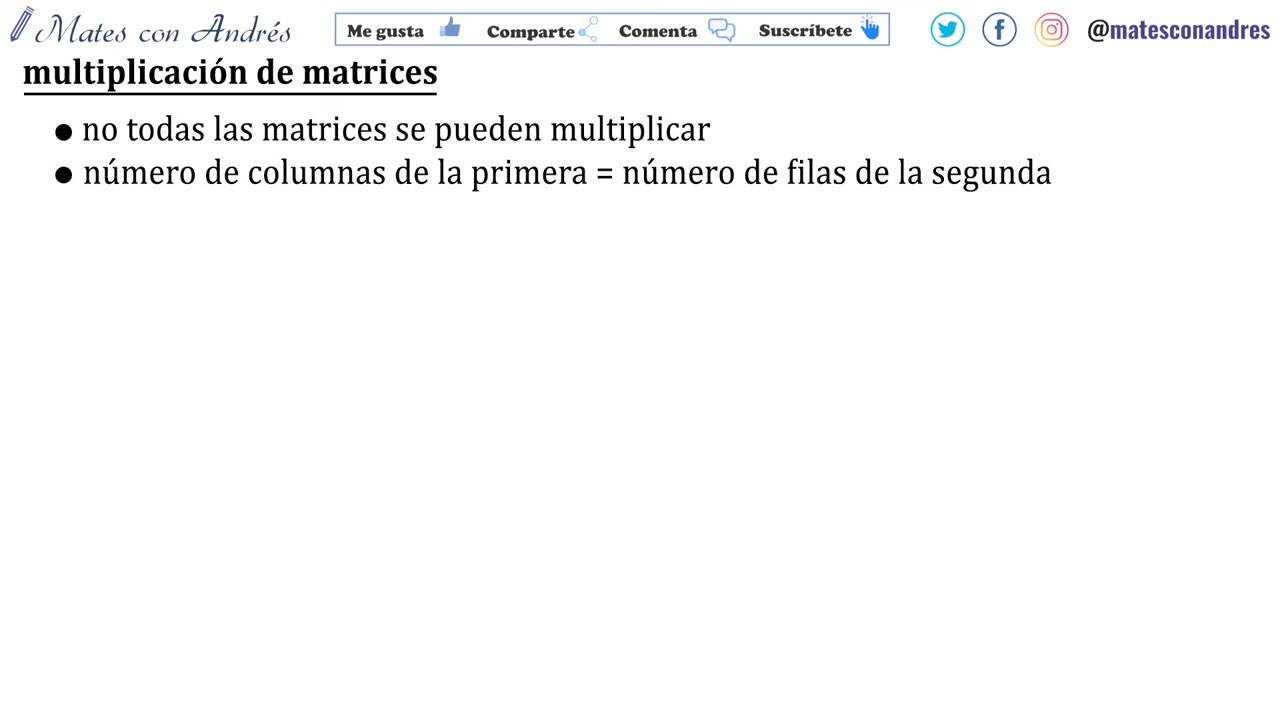 Mates con Andrés
Me gusta Comparte Comenta Suscríbete
@matesconandres
multiplicación de matrices
● no todas las matrices se pueden multiplicar
● número de columnas de la primera = número de filas de la segunda